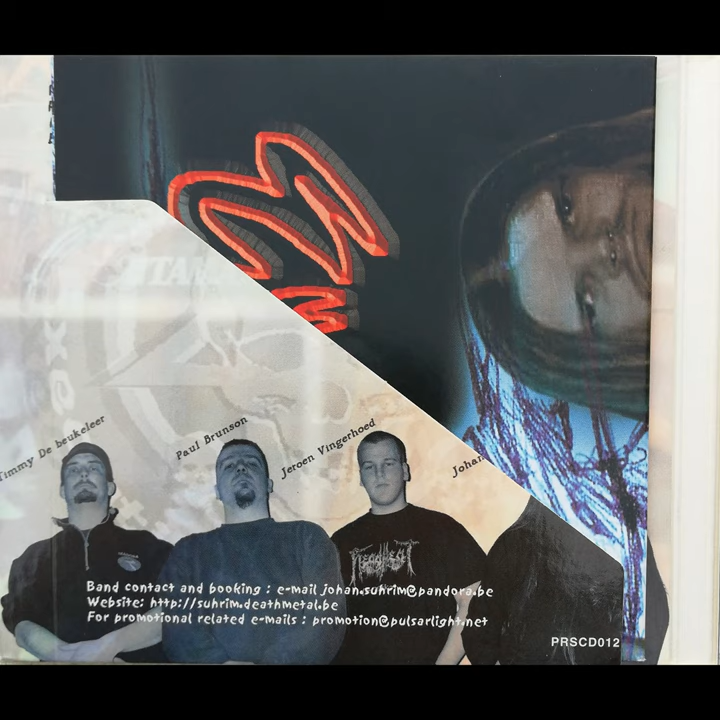 Timmy De beukeleer
Paul Brunson
Jeroen Vingerhoed
Johan
Band contact and booking : e-mail johan.suhrim@pandora.be
Website: http://suhrim.deathmetal.be
For promotional related e-mails : promotion@pulsarlight.net
PRSCD012